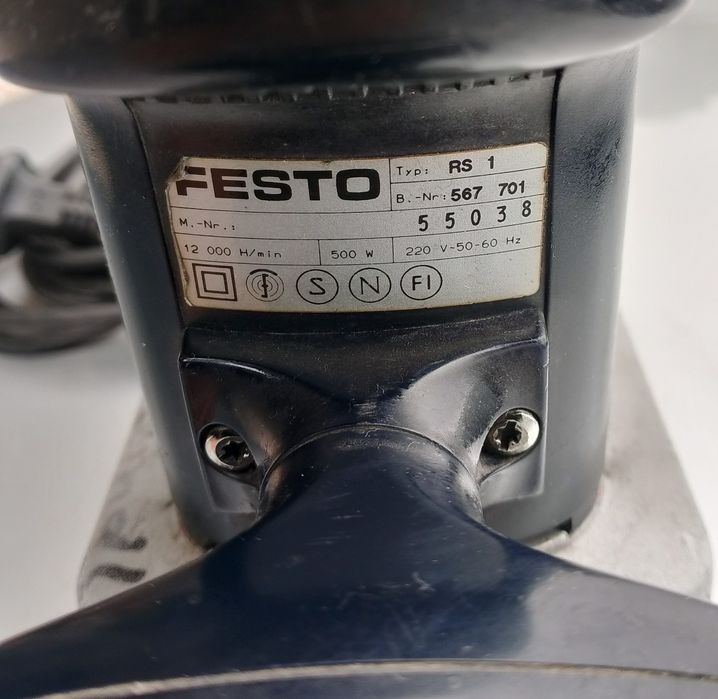 FESTO
Typ: RS 1
B.-Nr: 567 701
M.-Nr.: 55038
12 000 H/min 500 W 220 V~50-60 Hz
S N FI